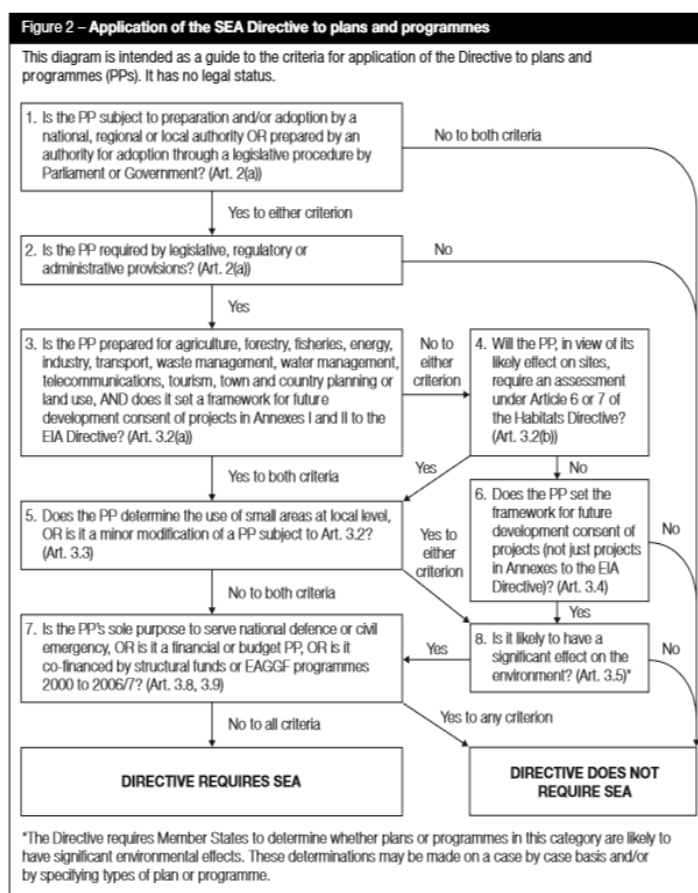 Figure 2 – Application of the SEA Directive to plans and programmes
This diagram is intended as a guide to the criteria for application of the Directive to plans and
programmes (PPs). It has no legal status.
1. Is the PP subject to preparation and/or adoption by a
national, regional or local authority OR prepared by an
authority for adoption through a legislative procedure by
Parliament or Government? (Art. 2(a))
No to both criteria
Yes to either criterion
2. Is the PP required by legislative, regulatory or
administrative provisions? (Art. 2(a))
No
Yes
3. Is the PP prepared for agriculture, forestry, fisheries, energy,
industry, transport, waste management, water management,
telecommunications, tourism, town and country planning or
land use, AND does it set a framework for future
development consent of projects in Annexes I and II to the
EIA Directive? (Art. 3.2(a))
No to
either
criterion
4. Will the PP, in view of its
likely effect on sites,
require an assessment
under Article 6 or 7 of
the Habitats Directive?
(Art. 3.2(b))
Yes to both criteria
Yes
No
5. Does the PP determine the use of small areas at local level,
OR is it a minor modification of a PP subject to Art. 3.2?
(Art. 3.3)
Yes to
either
criterion
6. Does the PP set the
framework for future
development consent of
projects (not just projects
in Annexes to the EIA
Directive)? (Art. 3.4)
No
No to both criteria
Yes
7. Is the PP's sole purpose to serve national defence or civil
emergency, OR is it a financial or budget PP, OR is it
co-financed by structural funds or EAGGF programmes
2000 to 2006/7? (Art. 3.8, 3.9)
Yes
8. Is it likely to have a
significant effect on the
environment? (Art. 3.5)*
No
No to all criteria
Yes to any criterion
DIRECTIVE REQUIRES SEA
DIRECTIVE DOES NOT
REQUIRE SEA
*The Directive requires Member States to determine whether plans or programmes in this category are likely to
have significant environmental effects. These determinations may be made on a case by case basis and/or
by specifying types of plan or programme.